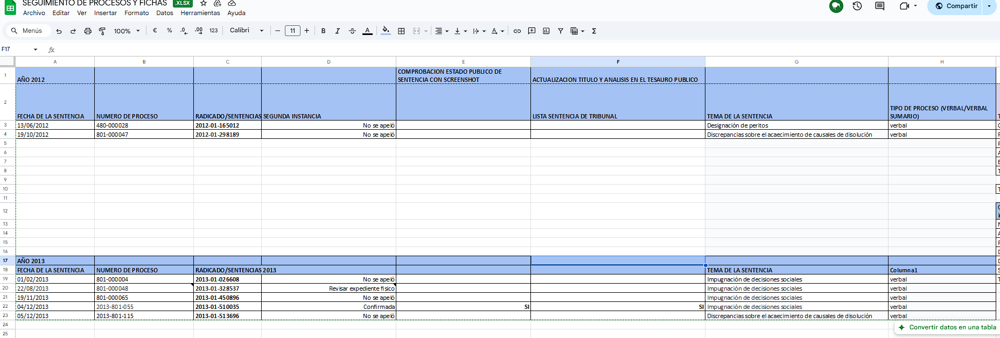 SEGUIMIENTO DE PROCESOS Y FICHAS .XLSX
Archivo Editar Ver Insertar Formato Datos Herramientas Ayuda
Compartir
Menús 100% € % .0 .00 123 Calibri 11 B I A
F17 fx
A B C D E F G H
1 AÑO 2012 COMPROBACION ESTADO PUBLICO DE SENTENCIA CON SCREENSHOT ACTUALIZACION TITULO Y ANALISIS EN EL TESAURO PUBLICO
2 FECHA DE LA SENTENCIA NUMERO DE PROCESO RADICADO/SENTENCIAS SEGUNDA INSTANCIA LISTA SENTENCIA DE TRIBUNAL TEMA DE LA SENTENCIA TIPO DE PROCESO (VERBAL/VERBAL SUMARIO)
3 13/06/2012 480-000028 2012-01-165012 No se apeló Designación de peritos verbal
4 19/10/2012 801-000047 2012-01-298189 No se apeló Discrepancias sobre el acaecimiento de causales de disolución verbal
5
6
7
8
9
10
11
12
13
14
15
16
17 AÑO 2013
18 FECHA DE LA SENTENCIA NUMERO DE PROCESO RADICADO/SENTENCIAS 2013 TEMA DE LA SENTENCIA Columna1
19 01/02/2013 801-000004 2013-01-026608 No se apeló Impugnación de decisiones sociales verbal
20 22/08/2013 801-000048 2013-01-328537 Revisar expediente fisico Impugnación de decisiones sociales verbal
21 19/11/2013 801-000065 2013-01-450896 No se apeló Impugnación de decisiones sociales verbal
22 04/12/2013 2013-801-055 2013-01-510035 Confirmada SI SI Impugnación de decisiones sociales verbal
23 05/12/2013 2013-801-115 2013-01-513696 No se apeló Discrepancias sobre el acaecimiento de causales de disolución verbal
24
25
Convertir datos en una tabla